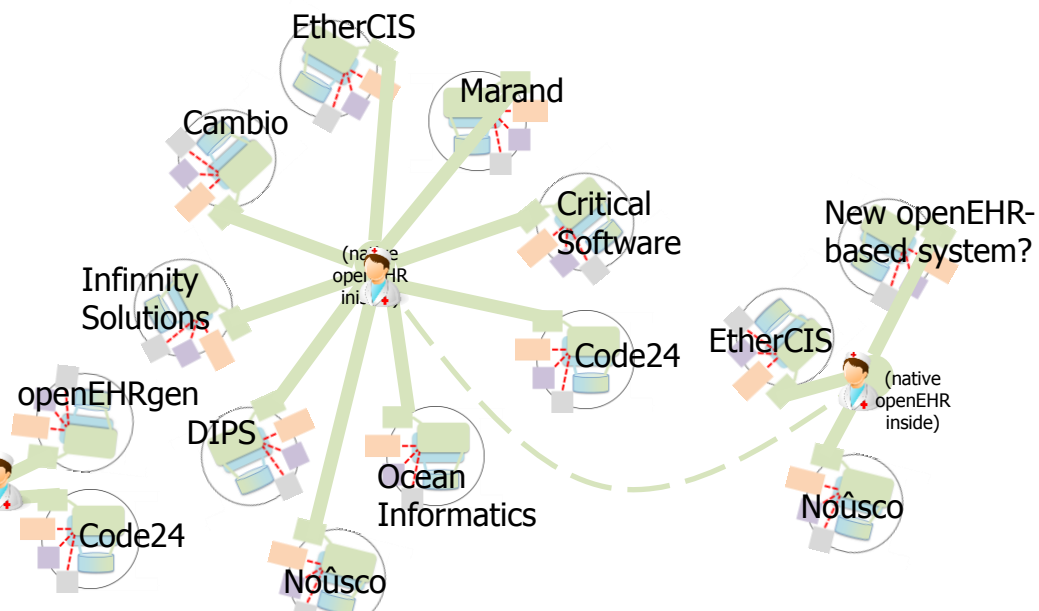 EtherCIS
Marand
Cambio
Critical
Software
New openEHR-
based system?
(native
openEHR
Infinnity
Solutions
EtherCIS
Code24
(native
openEHR
inside)
openEHRgen
DIPS
Ocean
Informatics
Noûsco
Code24
Noûsco